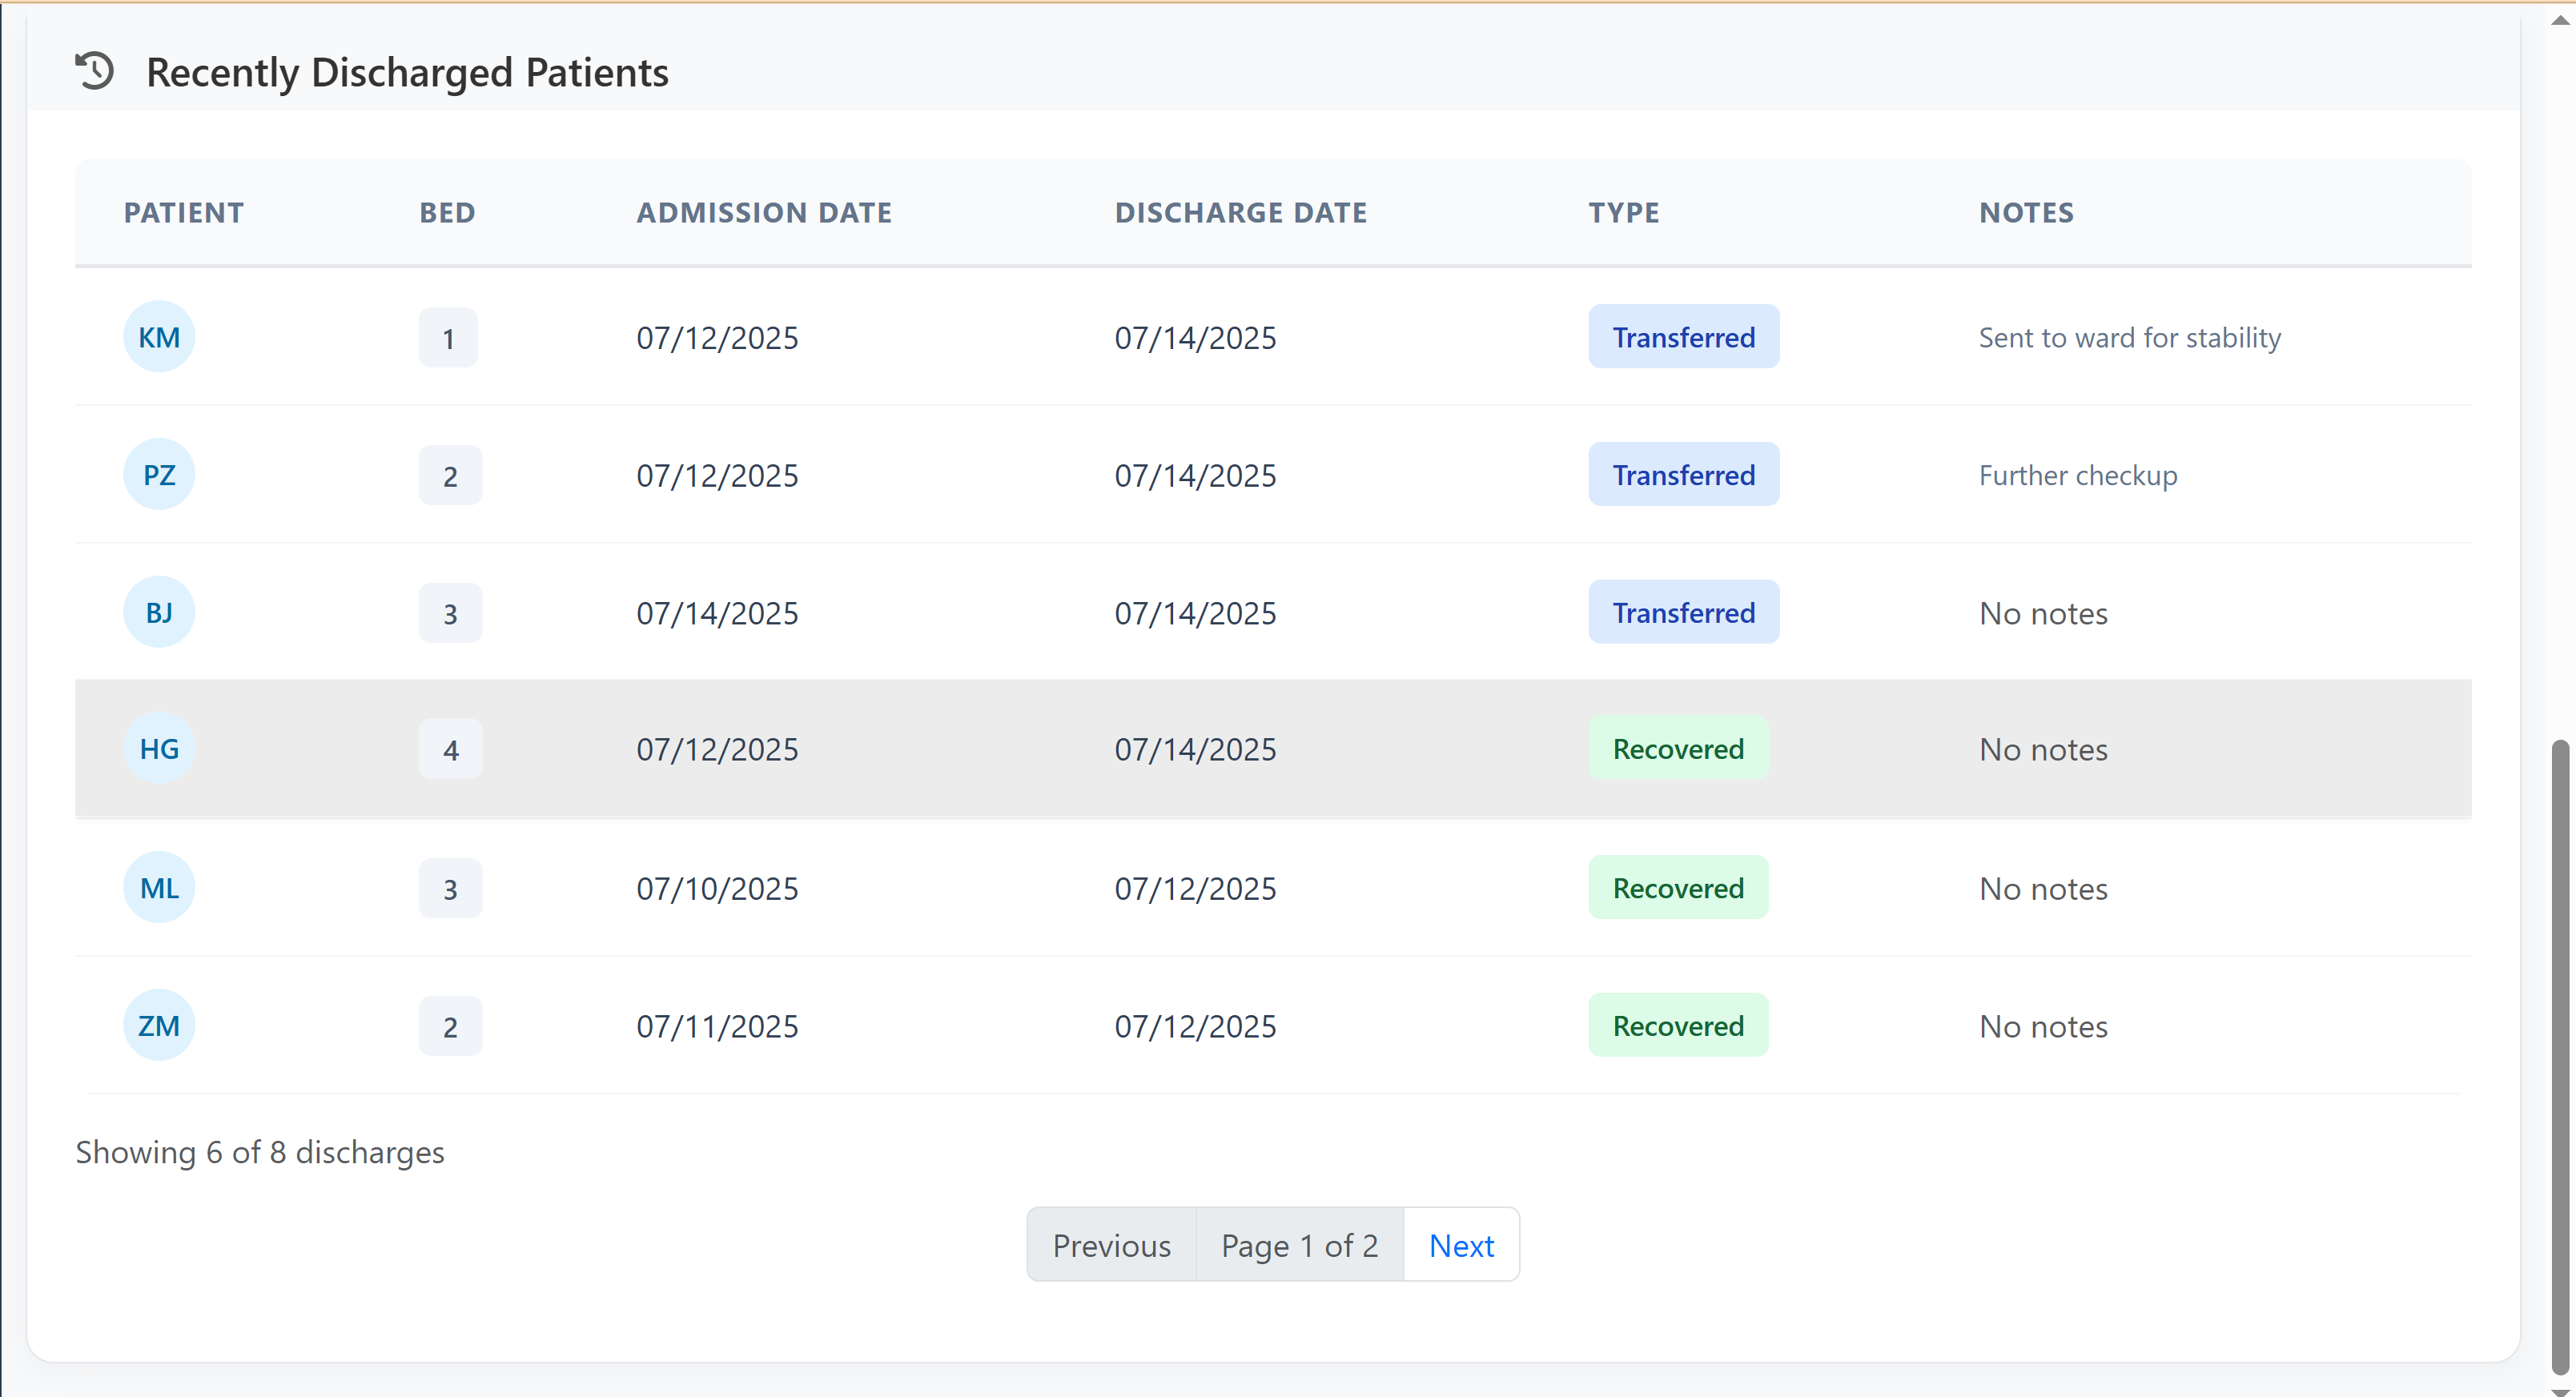 Recently Discharged Patients
PATIENT BED ADMISSION DATE DISCHARGE DATE TYPE NOTES
KM 1 07/12/2025 07/14/2025 Transferred Sent to ward for stability
PZ 2 07/12/2025 07/14/2025 Transferred Further checkup
BJ 3 07/14/2025 07/14/2025 Transferred No notes
HG 4 07/12/2025 07/14/2025 Recovered No notes
ML 3 07/10/2025 07/12/2025 Recovered No notes
ZM 2 07/11/2025 07/12/2025 Recovered No notes
Showing 6 of 8 discharges
Previous Page 1 of 2 Next